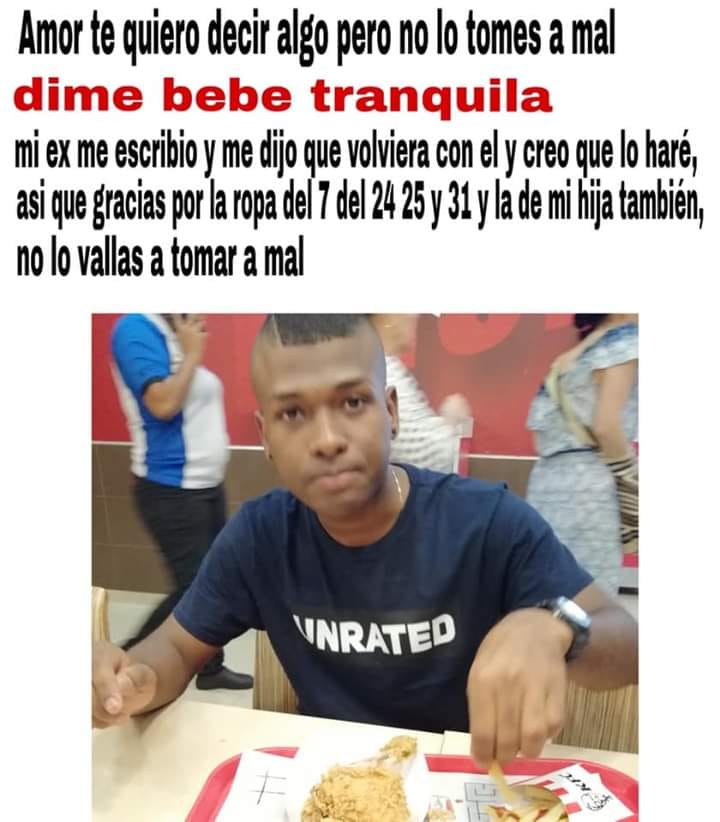 Amor te quiero decir algo pero no lo tomes a mal
dime bebe tranquila
mi ex me escribio y me dijo que volviera con el y creo que lo haré,
asi que gracias por la ropa del 7 del 24 25 y 31 y la de mi hija también,
no lo vallas a tomar a mal
UNRATED
KFC